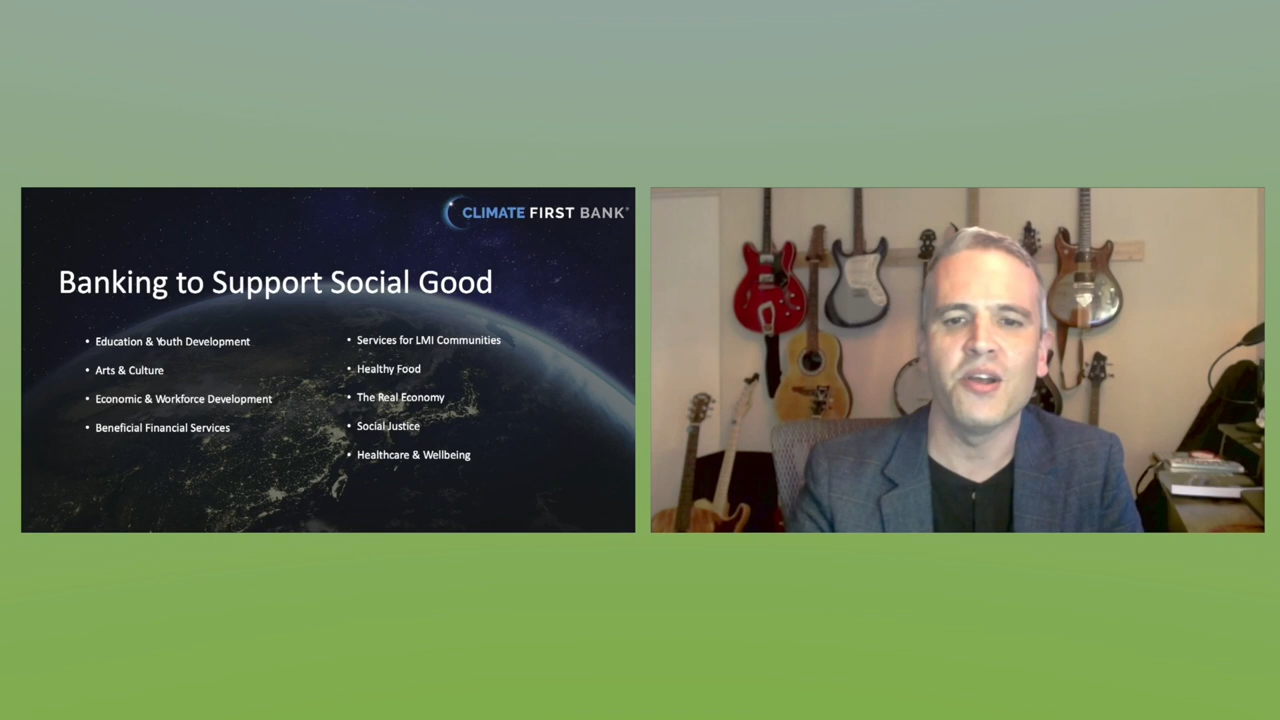 CLIMATE FIRST BANK®
Banking to Support Social Good
• Education & Youth Development
• Arts & Culture
• Economic & Workforce Development
• Beneficial Financial Services
• Services for LMI Communities
• Healthy Food
• The Real Economy
• Social Justice
• Healthcare & Wellbeing